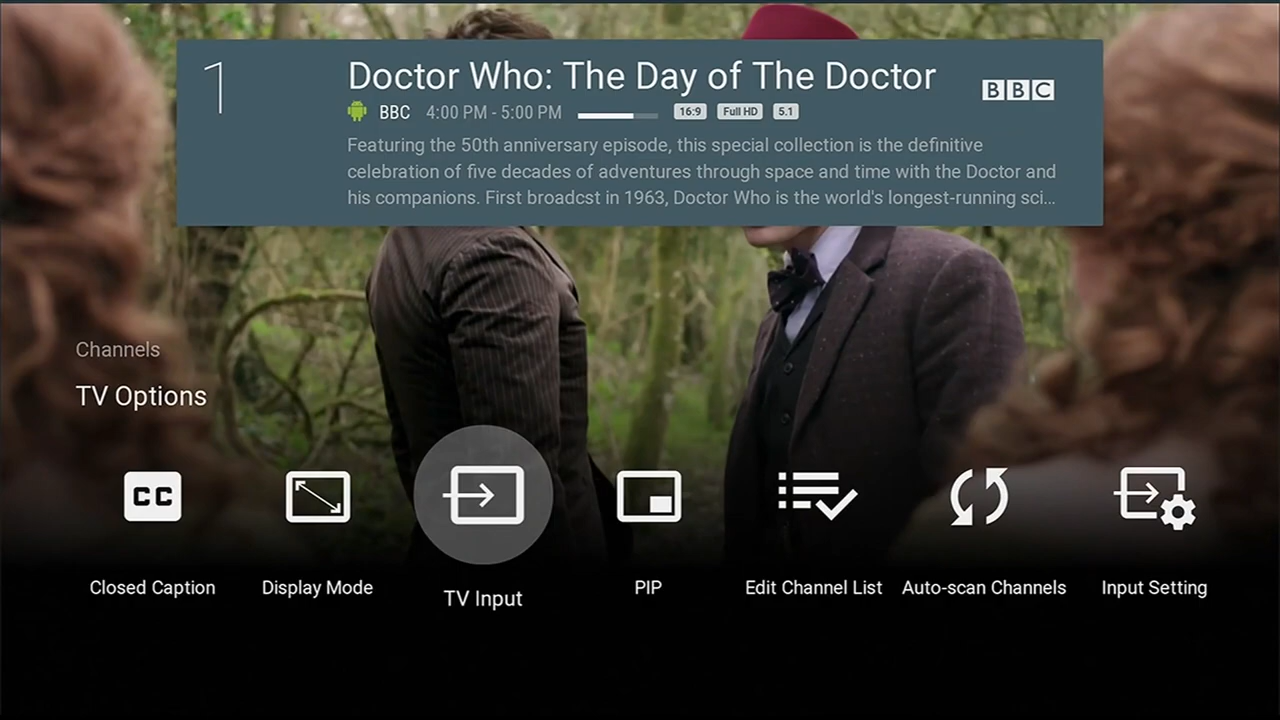 1
Doctor Who: The Day of The Doctor
BBC
BBC 4:00 PM - 5:00 PM 16:9 Full HD 5.1
Featuring the 50th anniversary episode, this special collection is the definitive
celebration of five decades of adventures through space and time with the Doctor and
his companions. First broadcst in 1963, Doctor Who is the world's longest-running sci...
Channels
TV Options
CC
Closed Caption
Display Mode
TV Input
PIP
Edit Channel List
Auto-scan Channels
Input Setting